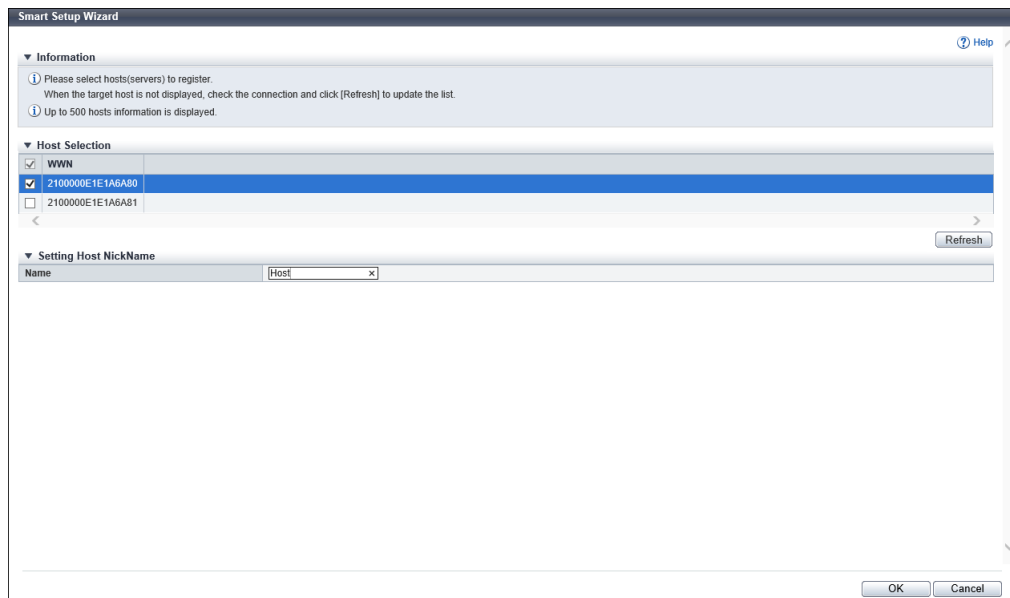 Smart Setup Wizard
Help
Information
Please select hosts(servers) to register.
When the target host is not displayed, check the connection and click [Refresh] to update the list.
Up to 500 hosts information is displayed.
Host Selection
WWN
2100000E1E1A6A80
2100000E1E1A6A81
Refresh
Setting Host NickName
Name Host
OK Cancel